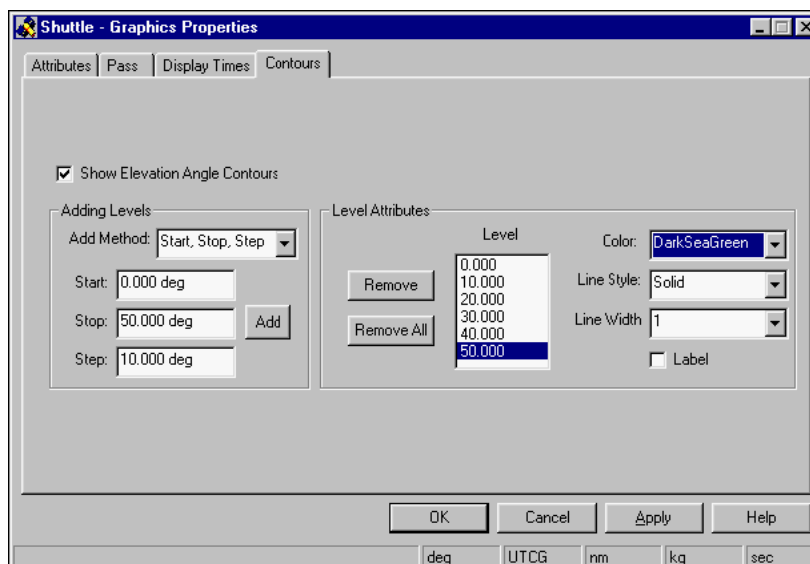 Shuttle - Graphics Properties
Attributes Pass Display Times Contours
Show Elevation Angle Contours
Adding Levels
Add Method: Start, Stop, Step
Start: 0.000 deg
Stop: 50.000 deg
Add
Step: 10.000 deg
Level Attributes
Remove
Remove All
Level
0.000
10.000
20.000
30.000
40.000
50.000
Color: DarkSeaGreen
Line Style: Solid
Line Width 1
Label
OK Cancel Apply Help
deg UTCG nm kg sec